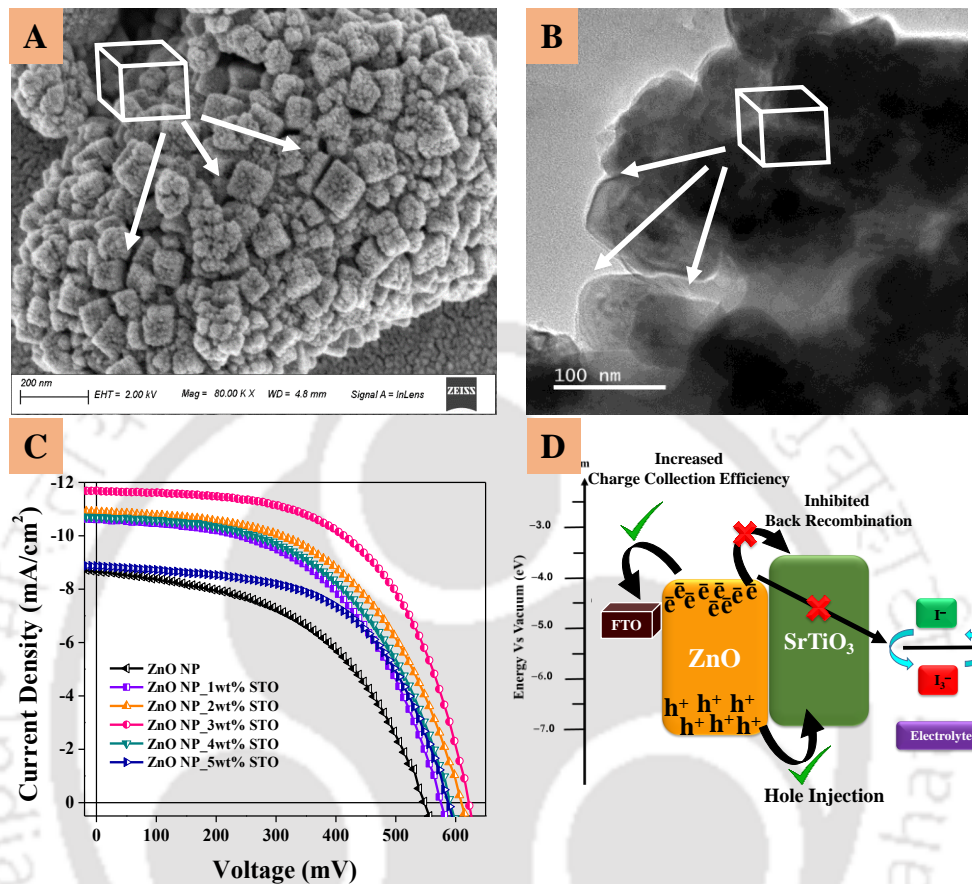 A
200 nm
EHT = 2.00 kV
Mag = 80.00 K X
WD = 4.8 mm
Signal A = InLens
ZEISS
B
100 nm
C
-12
-10
-8
-6
-4
-2
0
Current Density (mA/cm²)
ZnO NP
ZnO NP_1wt% STO
ZnO NP_2wt% STO
ZnO NP_3wt% STO
ZnO NP_4wt% STO
ZnO NP_5wt% STO
0 100 200 300 400 500 600
Voltage (mV)
D
Increased
Charge Collection Efficiency
Inhibited
Back Recombination
Energy Vs Vacuum (eV)
−3.0
−4.0
−5.0
−6.0
−7.0
FTO
ē ē ē ē ē ē ē ē ē ē
ZnO
h⁺ h⁺ h⁺
h⁺ h⁺ h⁺
SrTiO₃
I⁻
I₃⁻
Electrolyte
Hole Injection